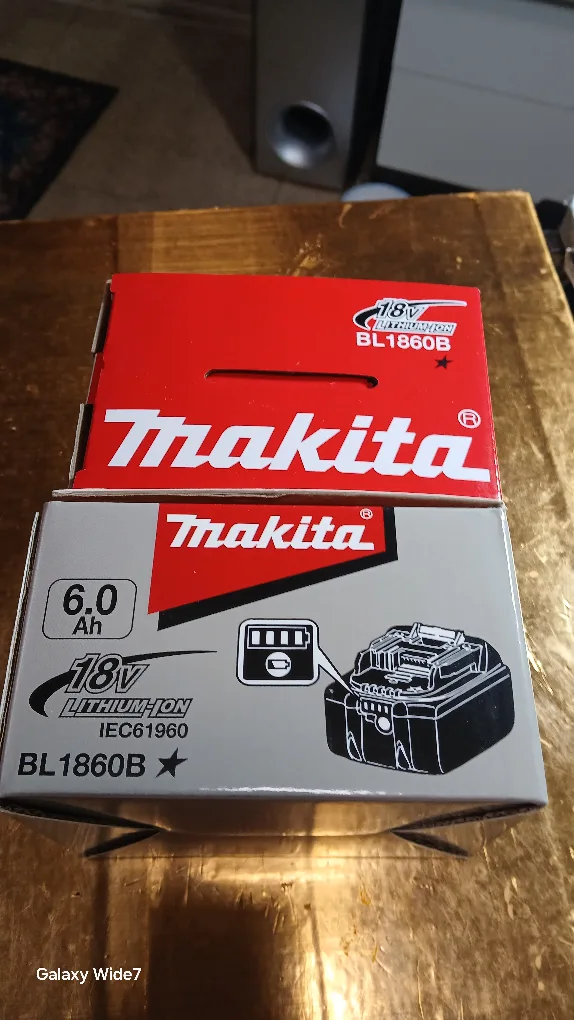 18V
LITHIUM-ION
BL1860B
★
makita®
makita®
6.0
Ah
18V
LITHIUM-ION
IEC61960
BL1860B ★
Galaxy Wide7